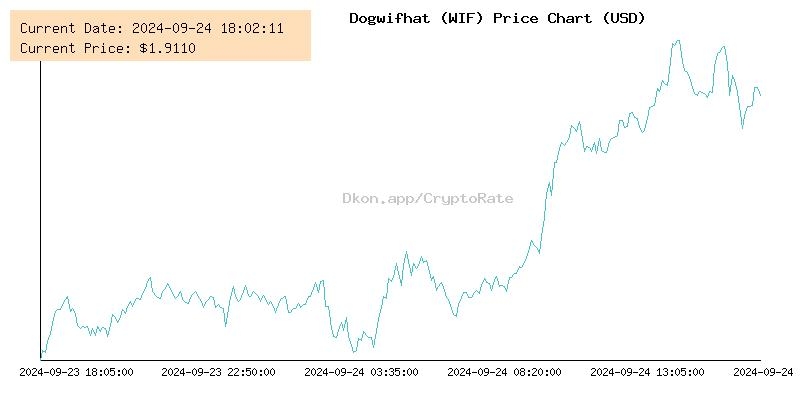 Dogwifhat (WIF) Price Chart (USD)
Current Date: 2024-09-24 18:02:11
Current Price: $1.9110
Dkon.app/CryptoRate
2024-09-23 18:05:00 2024-09-23 22:50:00 2024-09-24 03:35:00 2024-09-24 08:20:00 2024-09-24 13:05:00 2024-09-24